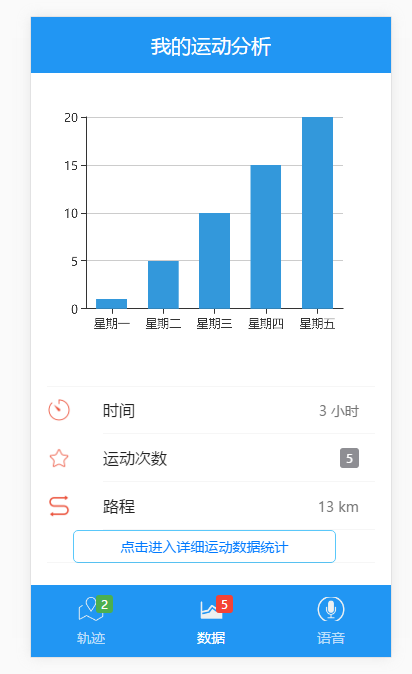 我的运动分析
20
15
10
5
0
星期一 星期二 星期三 星期四 星期五
时间 3 小时
运动次数 5
路程 13 km
点击进入详细运动数据统计
2 5
轨迹 数据 语音